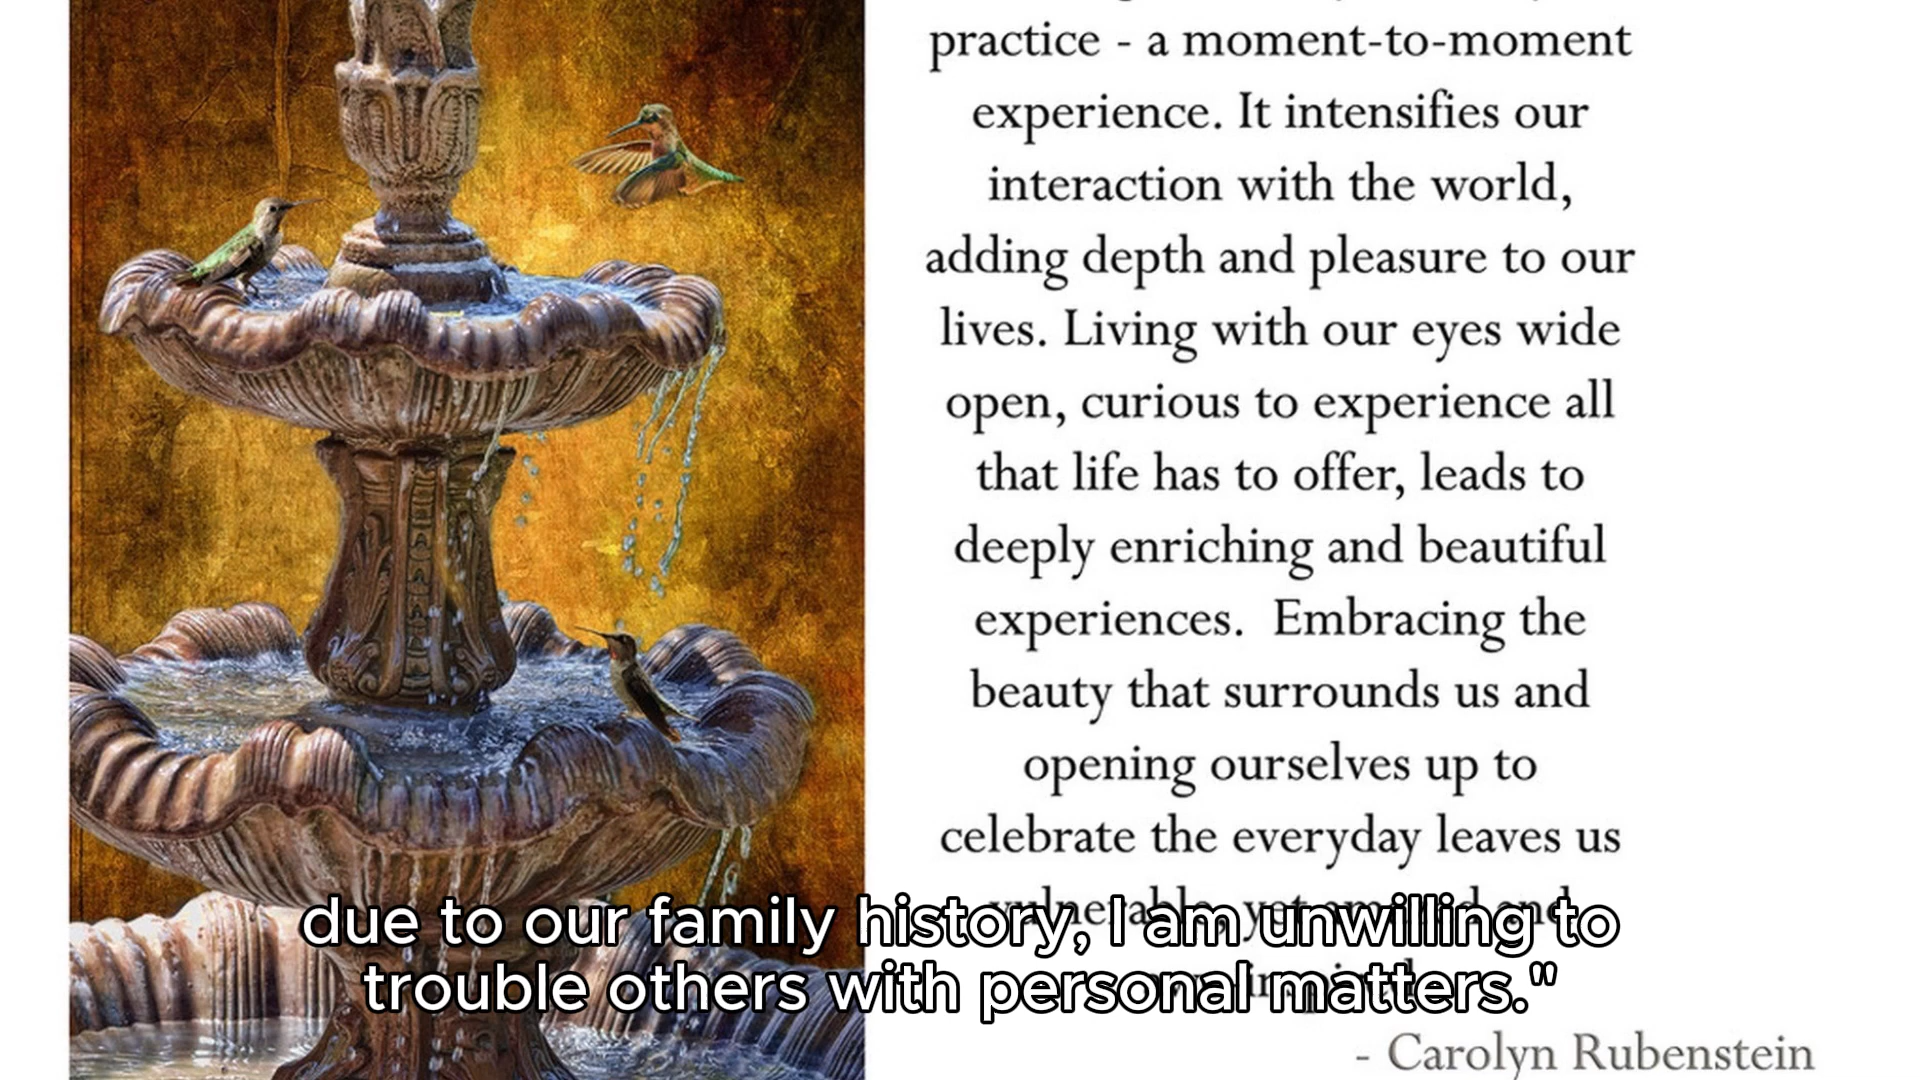 practice - a moment-to-moment
experience. It intensifies our
interaction with the world,
adding depth and pleasure to our
lives. Living with our eyes wide
open, curious to experience all
that life has to offer, leads to
deeply enriching and beautiful
experiences. Embracing the
beauty that surrounds us and
opening ourselves up to
celebrate the everyday leaves us
vulnerable, yet and
due to our family history, I am unwilling to
trouble others with personal matters."
- Carolyn Rubenstein